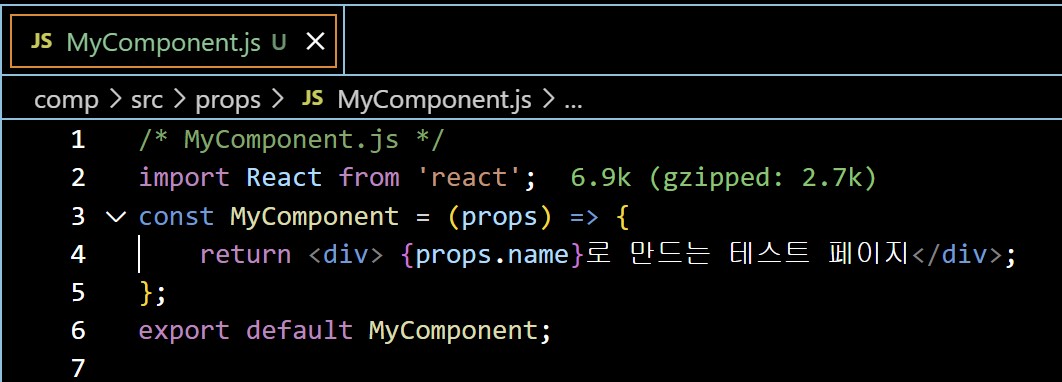 JS MyComponent.js U ×
comp > src > props > JS MyComponent.js > ...
1 /* MyComponent.js */
2 import React from 'react'; 6.9k (gzipped: 2.7k)
3 const MyComponent = (props) => {
4 return <div> {props.name}로 만드는 테스트 페이지</div>;
5 };
6 export default MyComponent;
7